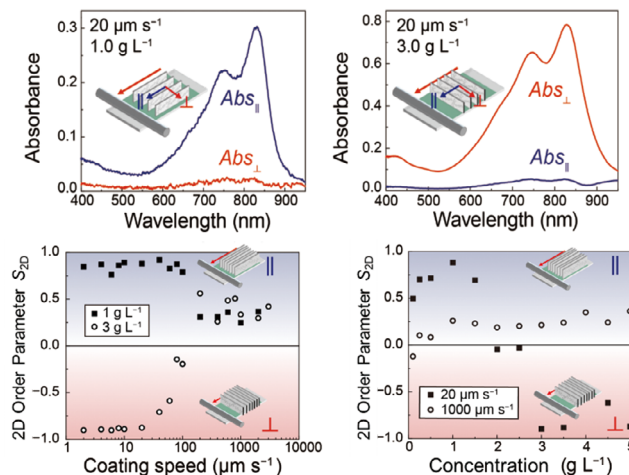 20 µm s⁻¹
1.0 g L⁻¹
0.3
0.2
0.1
0.0
Absorbance
||
⊥
Abs||
Abs⊥
400 500 600 700 800 900
Wavelength (nm)
20 µm s⁻¹
3.0 g L⁻¹
0.8
0.6
0.4
0.2
0.0
Absorbance
||
⊥
Abs⊥
Abs||
400 500 600 700 800 900
Wavelength (nm)
2D Order Parameter S2D
1.0
0.5
0.0
−0.5
−1.0
||
1 g L⁻¹
3 g L⁻¹
⊥
1 10 100 1000 10000
Coating speed (µm s⁻¹)
2D Order Parameter S2D
1.0
0.5
0.0
−0.5
−1.0
||
20 µm s⁻¹
1000 µm s⁻¹
⊥
0 1 2 3 4 5
Concentration (g L⁻¹)